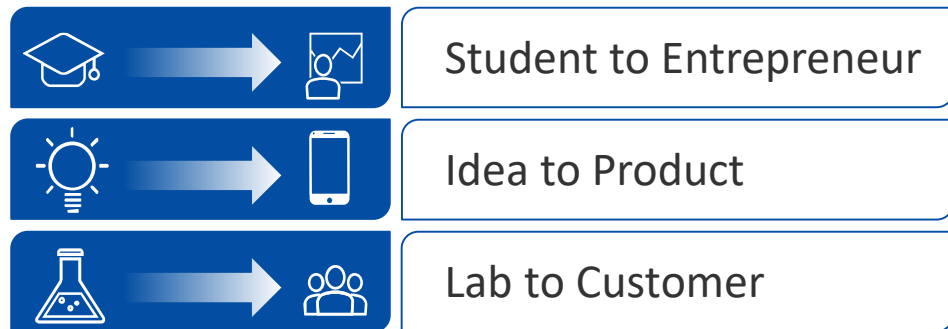 Student to Entrepreneur
Idea to Product
Lab to Customer